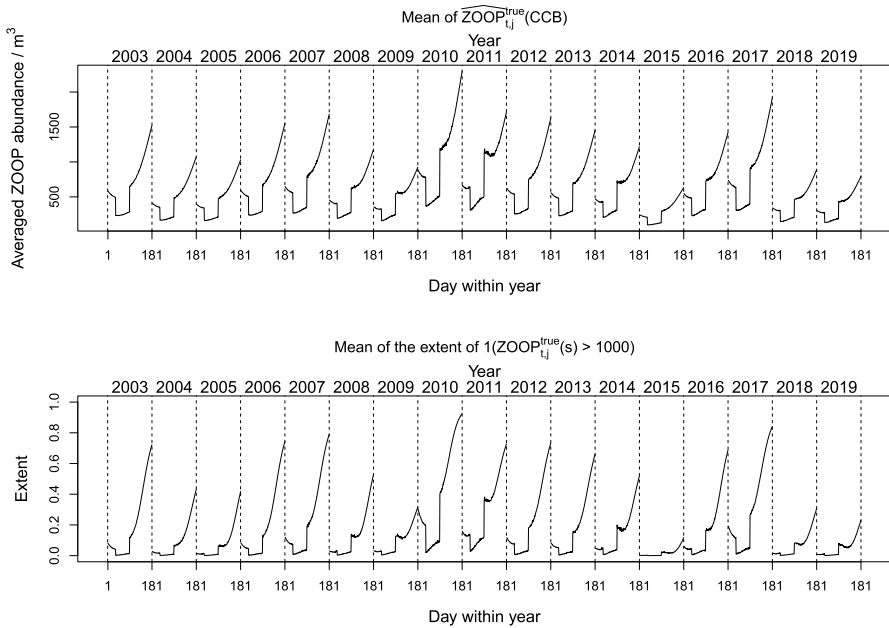 Mean of ZOOP^true_t,j(CCB)
Year
2003 2004 2005 2006 2007 2008 2009 2010 2011 2012 2013 2014 2015 2016 2017 2018 2019
Averaged ZOOP abundance / m³
1500
500
1 181 181 181 181 181 181 181 181 181 181 181 181 181 181 181 181 181
Day within year
Mean of the extent of 1(ZOOP^true_t,j(s) > 1000)
Year
2003 2004 2005 2006 2007 2008 2009 2010 2011 2012 2013 2014 2015 2016 2017 2018 2019
Extent
1.0
0.8
0.6
0.4
0.2
0.0
1 181 181 181 181 181 181 181 181 181 181 181 181 181 181 181 181 181
Day within year